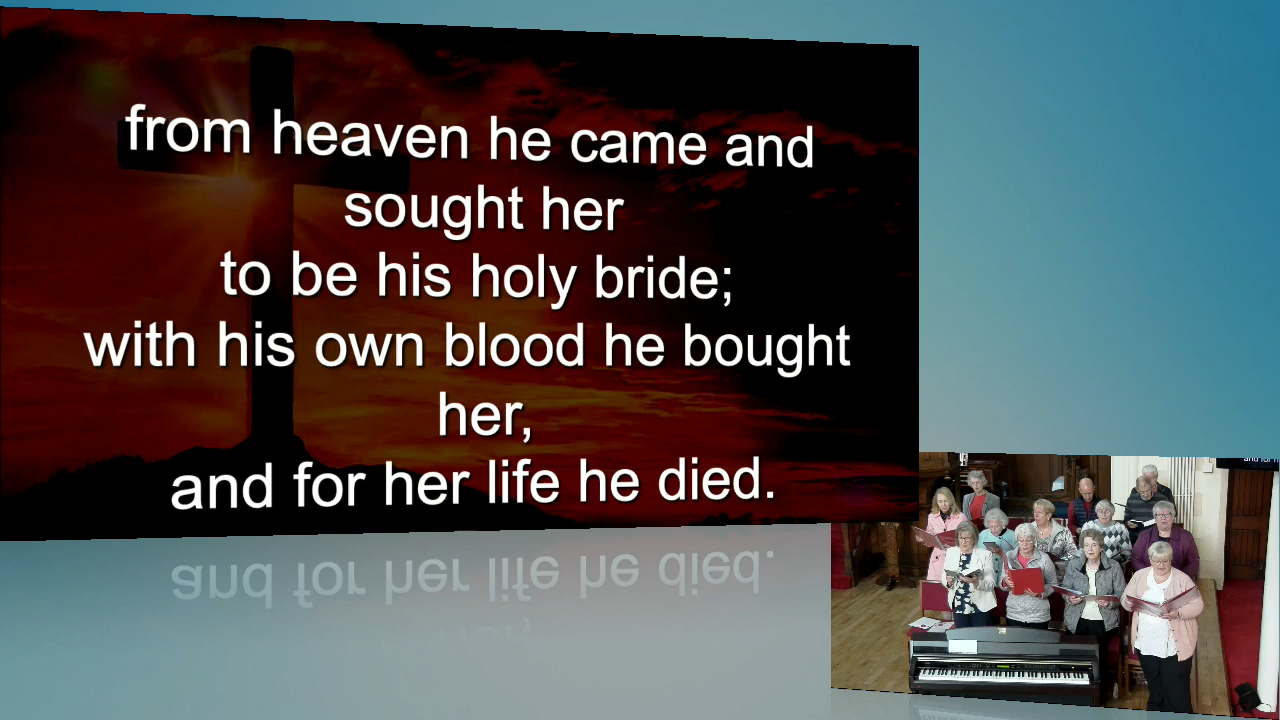 from heaven he came and
sought her
to be his holy bride;
with his own blood he bought
her,
and for her life he died.